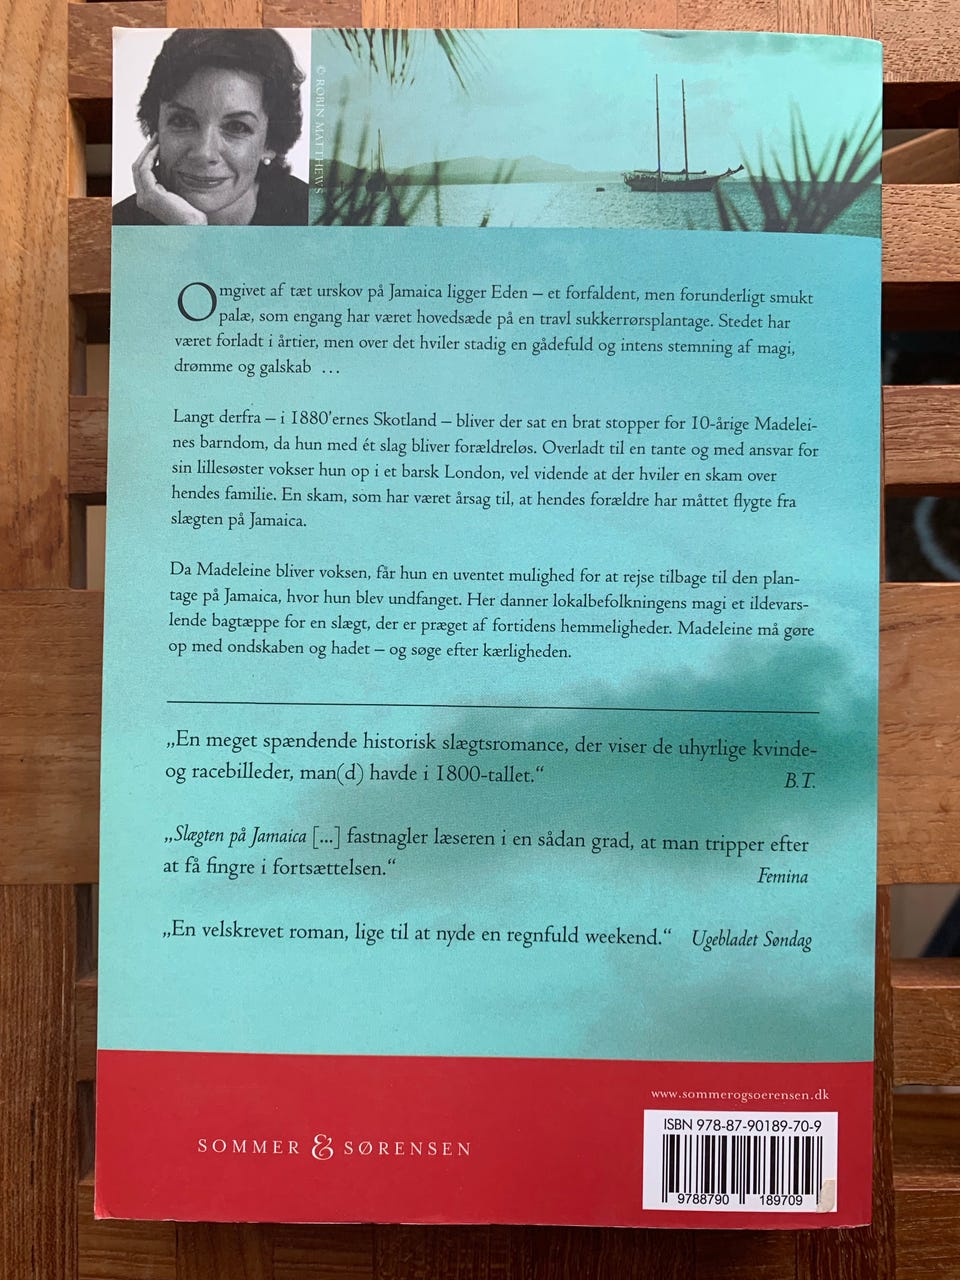 © ROBIN MATTHEWS
Omgivet af tæt urskov på Jamaica ligger Eden – et forfaldent, men forunderligt smukt
palæ, som engang har været hovedsæde på en travl sukkerrørsplantage. Stedet har
været forladt i årtier, men over det hviler stadig en gådefuld og intens stemning af magi,
drømme og galskab …
Langt derfra – i 1880'ernes Skotland – bliver der sat en brat stopper for 10-årige Madelei-
nes barndom, da hun med ét slag bliver forældreløs. Overladt til en tante og med ansvar for
sin lillesøster vokser hun op i et barsk London, vel vidende at der hviler en skam over
hendes familie. En skam, som har været årsag til, at hendes forældre har måttet flygte fra
slægten på Jamaica.
Da Madeleine bliver voksen, får hun en uventet mulighed for at rejse tilbage til den plan-
tage på Jamaica, hvor hun blev undfanget. Her danner lokalbefolkningens magi et ildevars-
lende bagtæppe for en slægt, der er præget af fortidens hemmeligheder. Madeleine må gøre
op med ondskaben og hadet – og søge efter kærligheden.
„En meget spændende historisk slægtsromance, der viser de uhyrlige kvinde-
og racebilleder, man(d) havde i 1800-tallet.“ B.T.
„Slægten på Jamaica [...] fastnagler læseren i en sådan grad, at man tripper efter
at få fingre i fortsættelsen.“ Femina
„En velskrevet roman, lige til at nyde en regnfuld weekend.“ Ugebladet Søndag
www.sommerogsoerensen.dk
ISBN 978-87-90189-70-9
SOMMER & SØRENSEN
9788790 189709